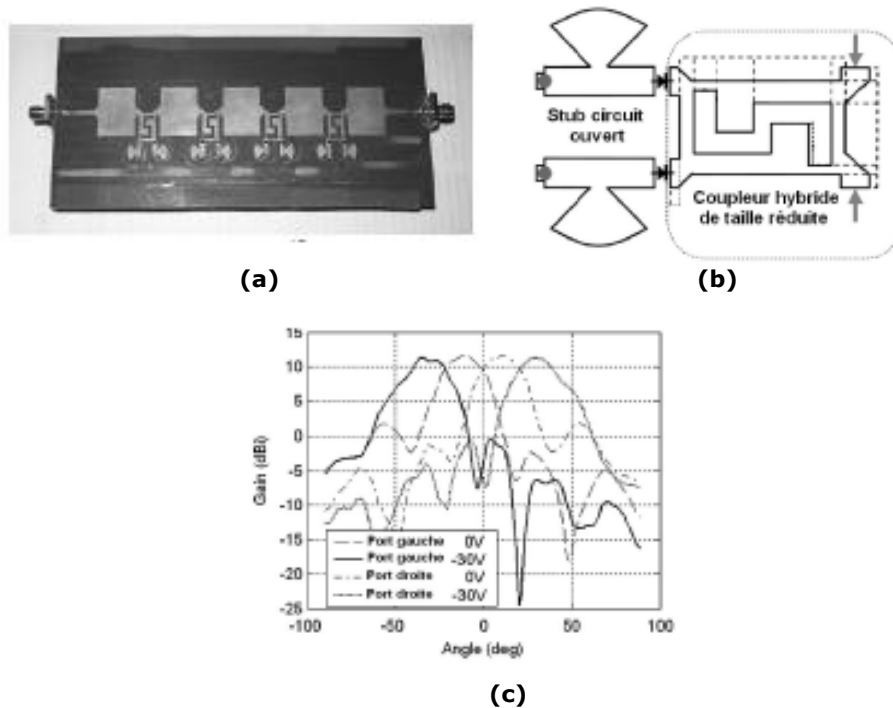 Stub circuit
ouvert
Coupleur hybride
de taille réduite
(a)
(b)
15
10
5
0
-5
-10
-15
-20
-25
Gain (dBi)
Port gauche 0V
Port gauche -30V
Port droite 0V
Port droite -30V
-100
-50
0
50
100
Angle (deg)
(c)